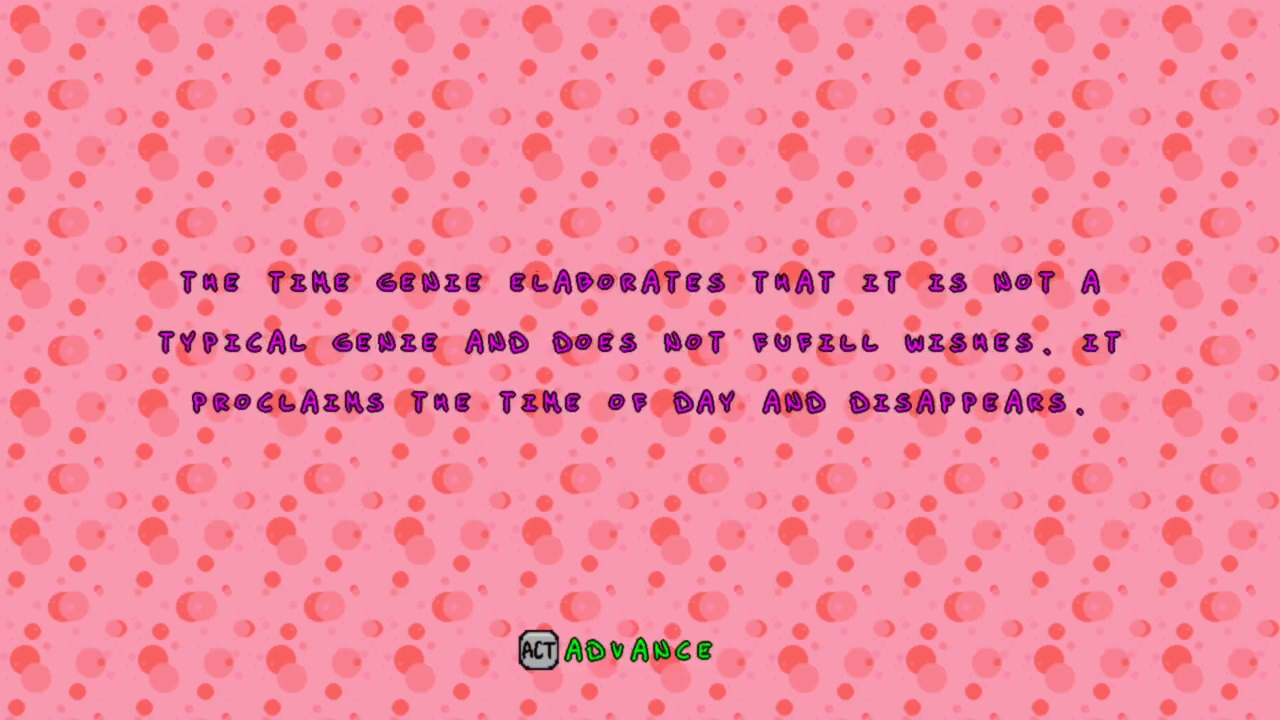 THE TIME GENIE ELABORATES THAT IT IS NOT A
TYPICAL GENIE AND DOES NOT FUFILL WISHES. IT
PROCLAIMS THE TIME OF DAY AND DISAPPEARS.
ACT ADVANCE